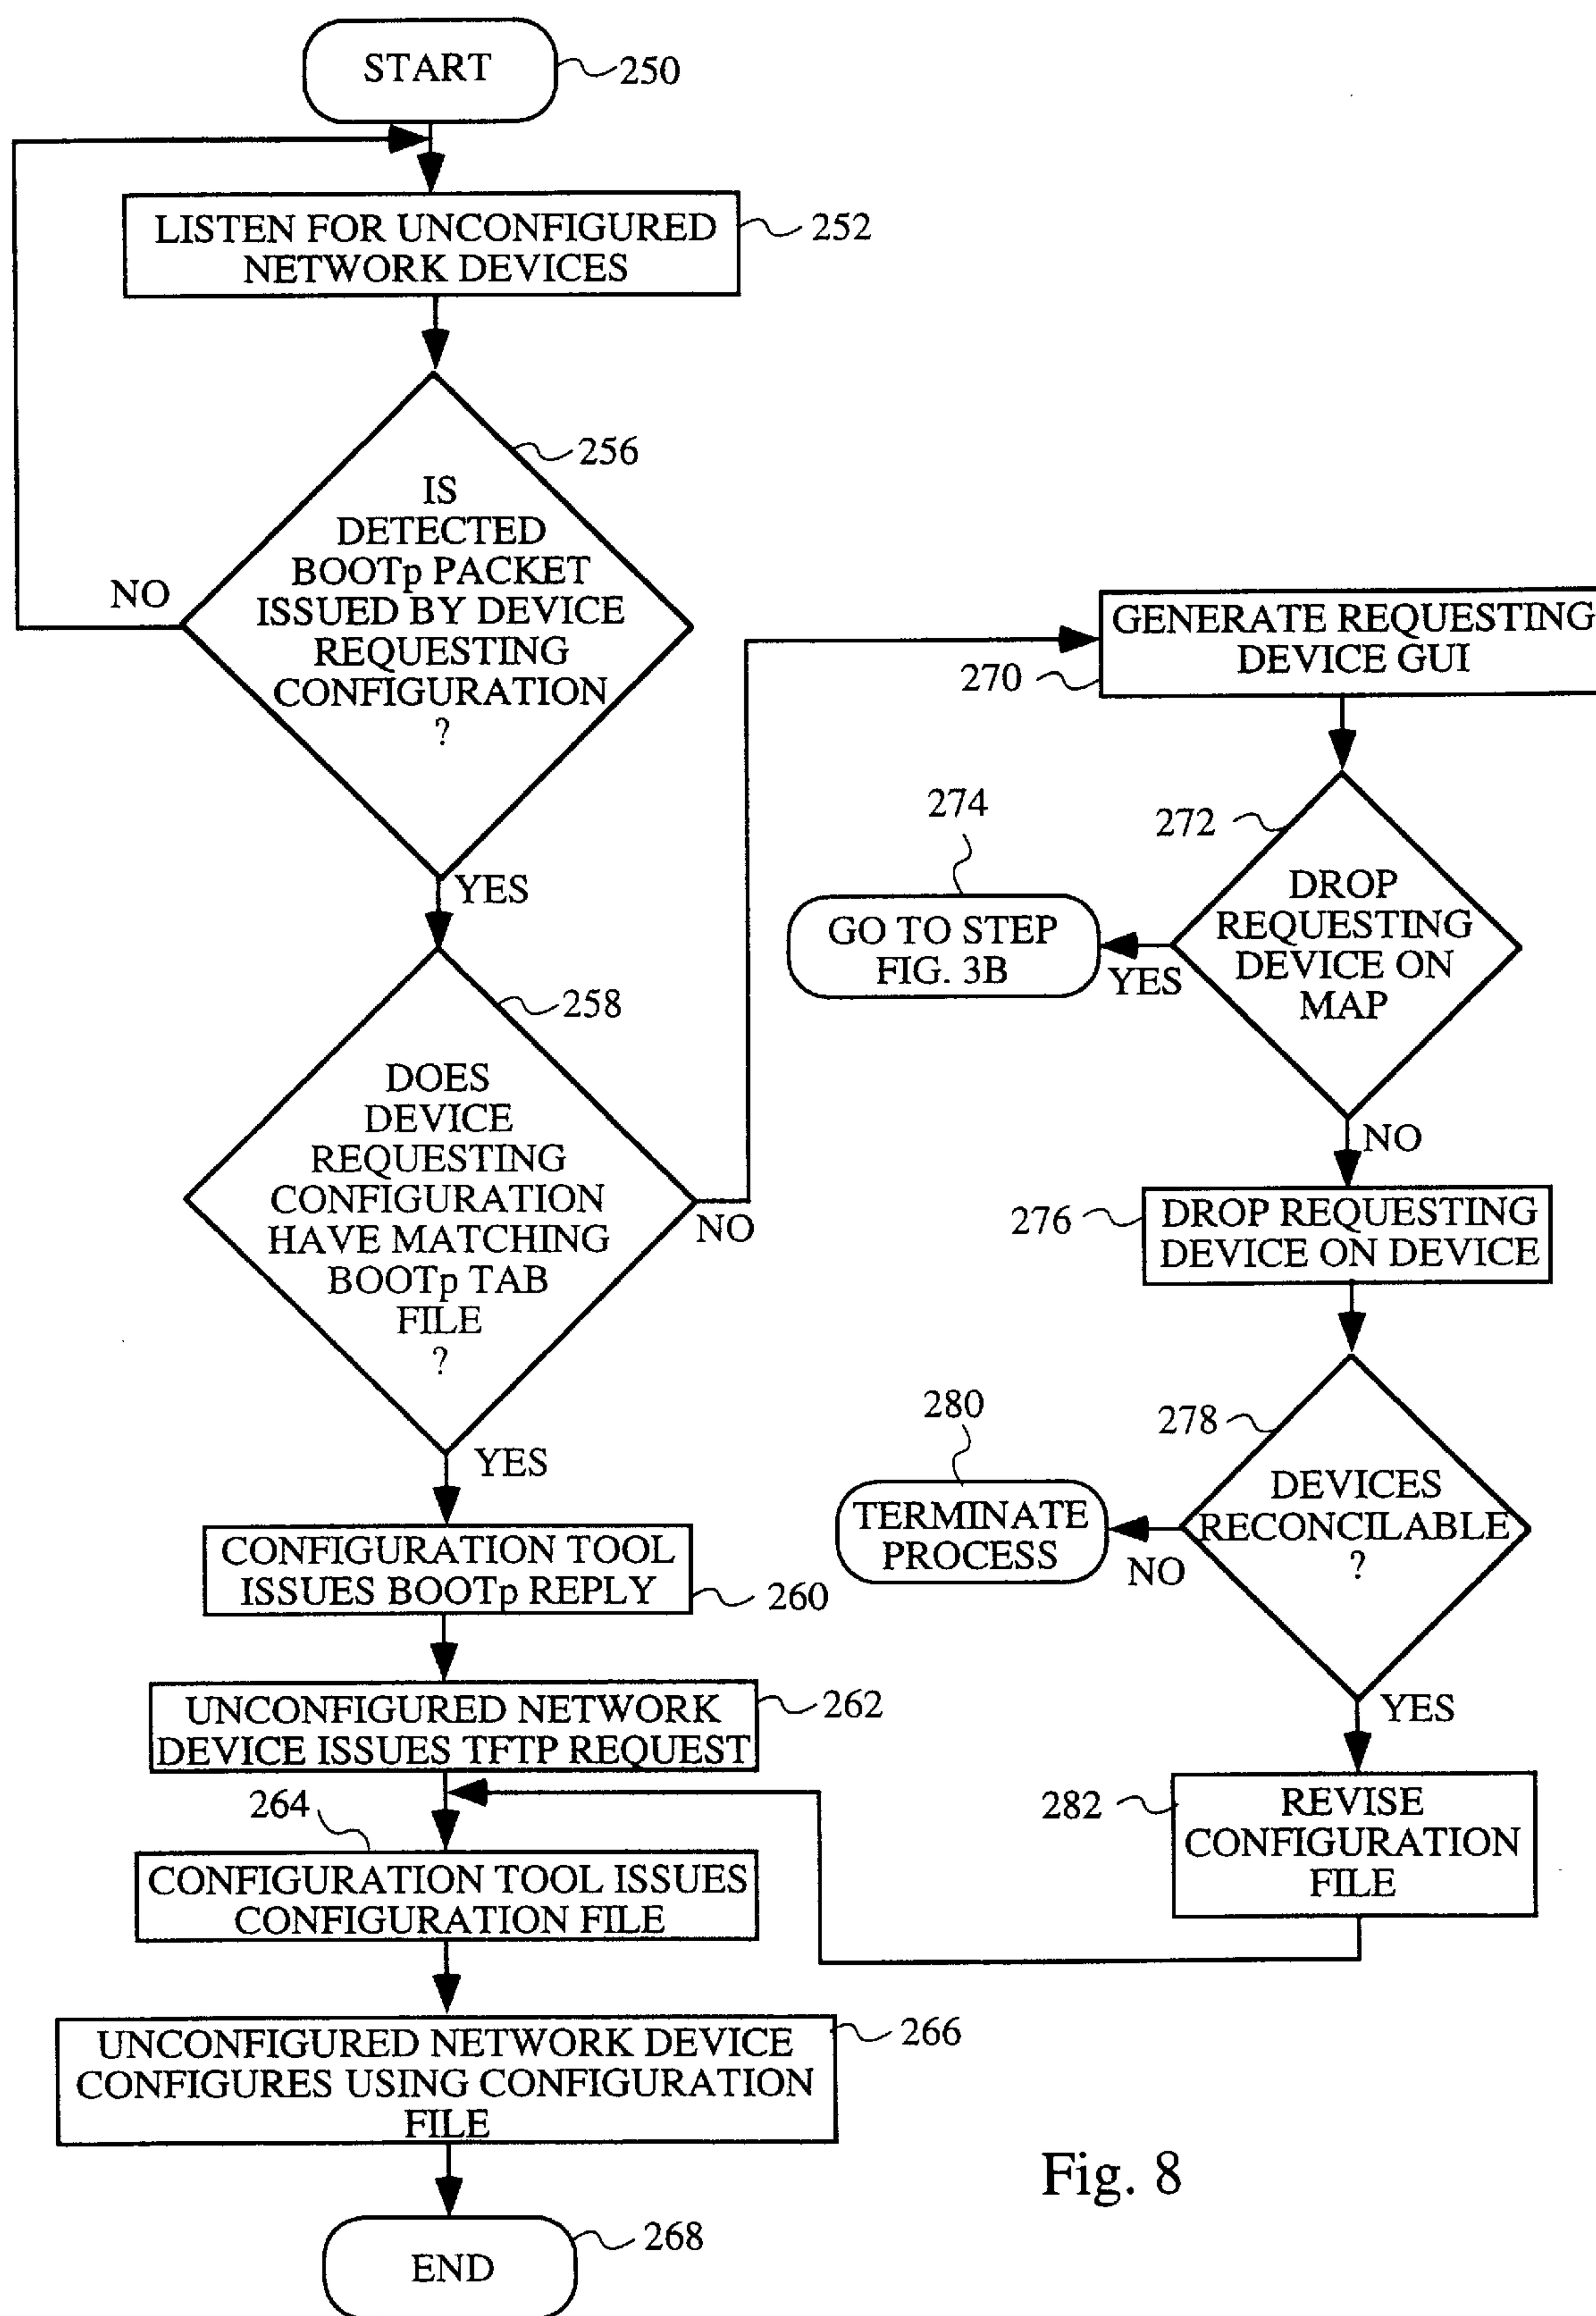 START
250
LISTEN FOR UNCONFIGURED
NETWORK DEVICES
252
256
IS
DETECTED
BOOTp PACKET
ISSUED BY DEVICE
REQUESTING
CONFIGURATION
?
NO
YES
258
DOES
DEVICE
REQUESTING
CONFIGURATION
HAVE MATCHING
BOOTp TAB
FILE
?
NO
YES
CONFIGURATION TOOL
ISSUES BOOTp REPLY
260
UNCONFIGURED NETWORK
DEVICE ISSUES TFTP REQUEST
262
264
CONFIGURATION TOOL ISSUES
CONFIGURATION FILE
UNCONFIGURED NETWORK DEVICE
CONFIGURES USING CONFIGURATION
FILE
266
END
268
GENERATE REQUESTING
DEVICE GUI
270
272
DROP
REQUESTING
DEVICE ON
MAP
274
GO TO STEP
FIG. 3B
YES
NO
276
DROP REQUESTING
DEVICE ON DEVICE
278
DEVICES
RECONCILABLE
?
280
TERMINATE
PROCESS
NO
YES
282
REVISE
CONFIGURATION
FILE
Fig. 8